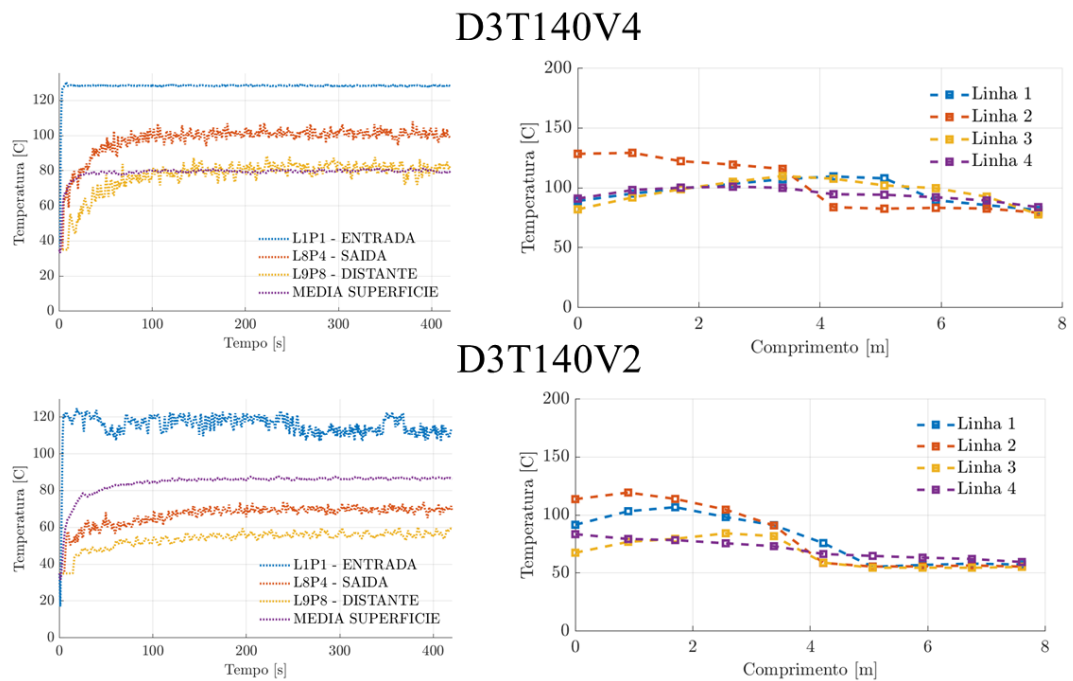 D3T140V4
Temperatura [C]
120
100
80
60
40
20
0
L1P1 - ENTRADA
L8P4 - SAIDA
L9P8 - DISTANTE
MEDIA SUPERFICIE
0 100 200 300 400
Tempo [s]
Temperatura [C]
200
150
100
50
0
Linha 1
Linha 2
Linha 3
Linha 4
0 2 4 6 8
Comprimento [m]
D3T140V2
Temperatura [C]
120
100
80
60
40
20
0
L1P1 - ENTRADA
L8P4 - SAIDA
L9P8 - DISTANTE
MEDIA SUPERFICIE
0 100 200 300 400
Tempo [s]
Temperatura [C]
200
150
100
50
0
Linha 1
Linha 2
Linha 3
Linha 4
0 2 4 6 8
Comprimento [m]